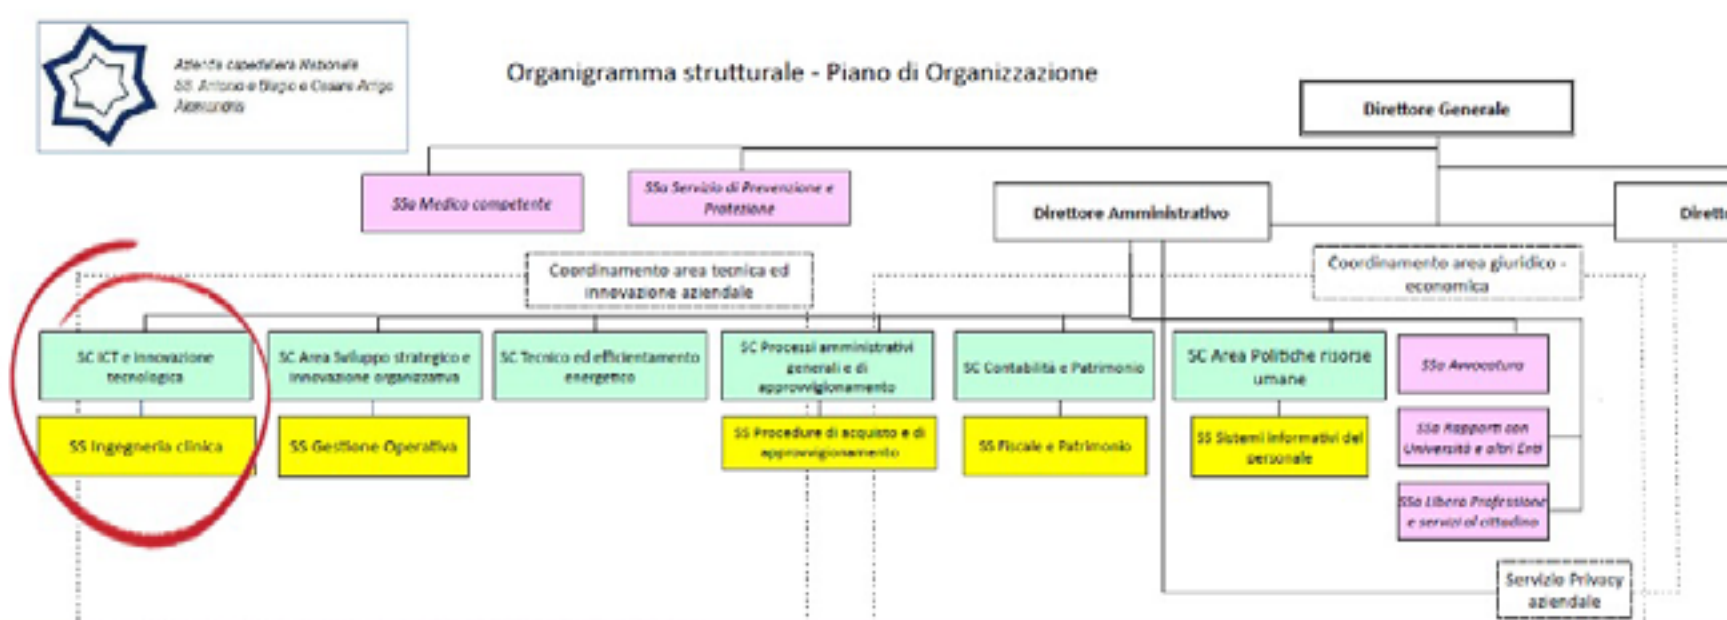 Azienda ospedaliera Nazionale
SS. Antonio e Biagio e Cesare Arrigo
Alessandria
Organigramma strutturale - Piano di Organizzazione
Direttore Generale
SSa Medico competente
SSa Servizio di Prevenzione e
Protezione
Direttore Amministrativo
Dirett
Coordinamento area tecnica ed
innovazione aziendale
Coordinamento area giuridico -
economica
SC ICT e innovazione
tecnologica
SC Area Sviluppo strategico e
innovazione organizzativa
SC Tecnico ed efficientamento
energetico
SC Processi amministrativi
generali e di
approvvigionamento
SC Contabilità e Patrimonio
SC Area Politiche risorse
umane
SSa Avvocatura
SS Ingegneria clinica
SS Gestione Operativa
SS Procedure di acquisto e di
approvvigionamento
SS Fiscale e Patrimonio
SS Sistemi informativi del
personale
SSa Rapporti con
Università e altri Enti
SSa Libera Professione
e servizi al cittadino
Servizio Privacy
aziendale